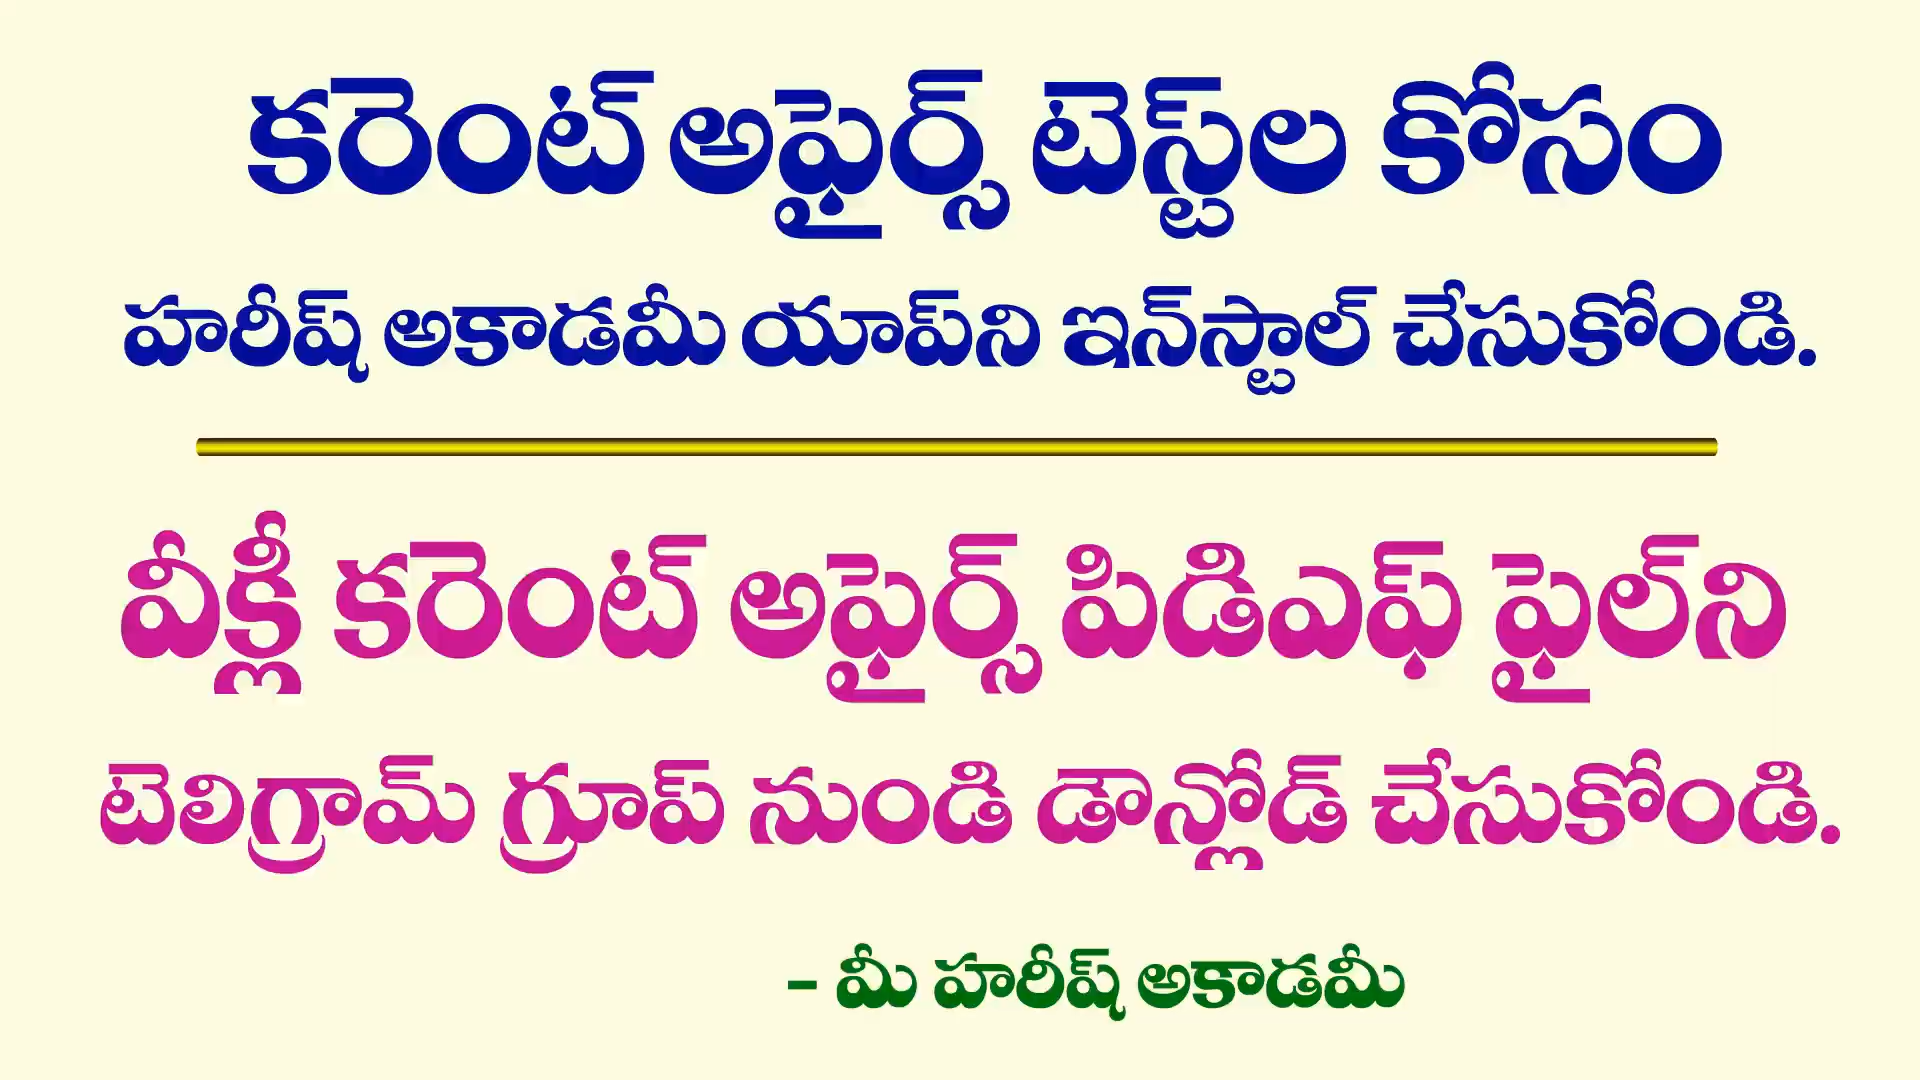 కరెంట్ అఫైర్స్ టెస్ట్‌ల కోసం
హరీష్ అకాడమీ యాప్‌ని ఇన్‌స్టాల్ చేసుకోండి.
వీక్లీ కరెంట్ అఫైర్స్ పిడిఎఫ్ ఫైల్‌ని
టెలిగ్రామ్ గ్రూప్ నుండి డౌన్లోడ్ చేసుకోండి.
- మీ హరీష్ అకాడమీ